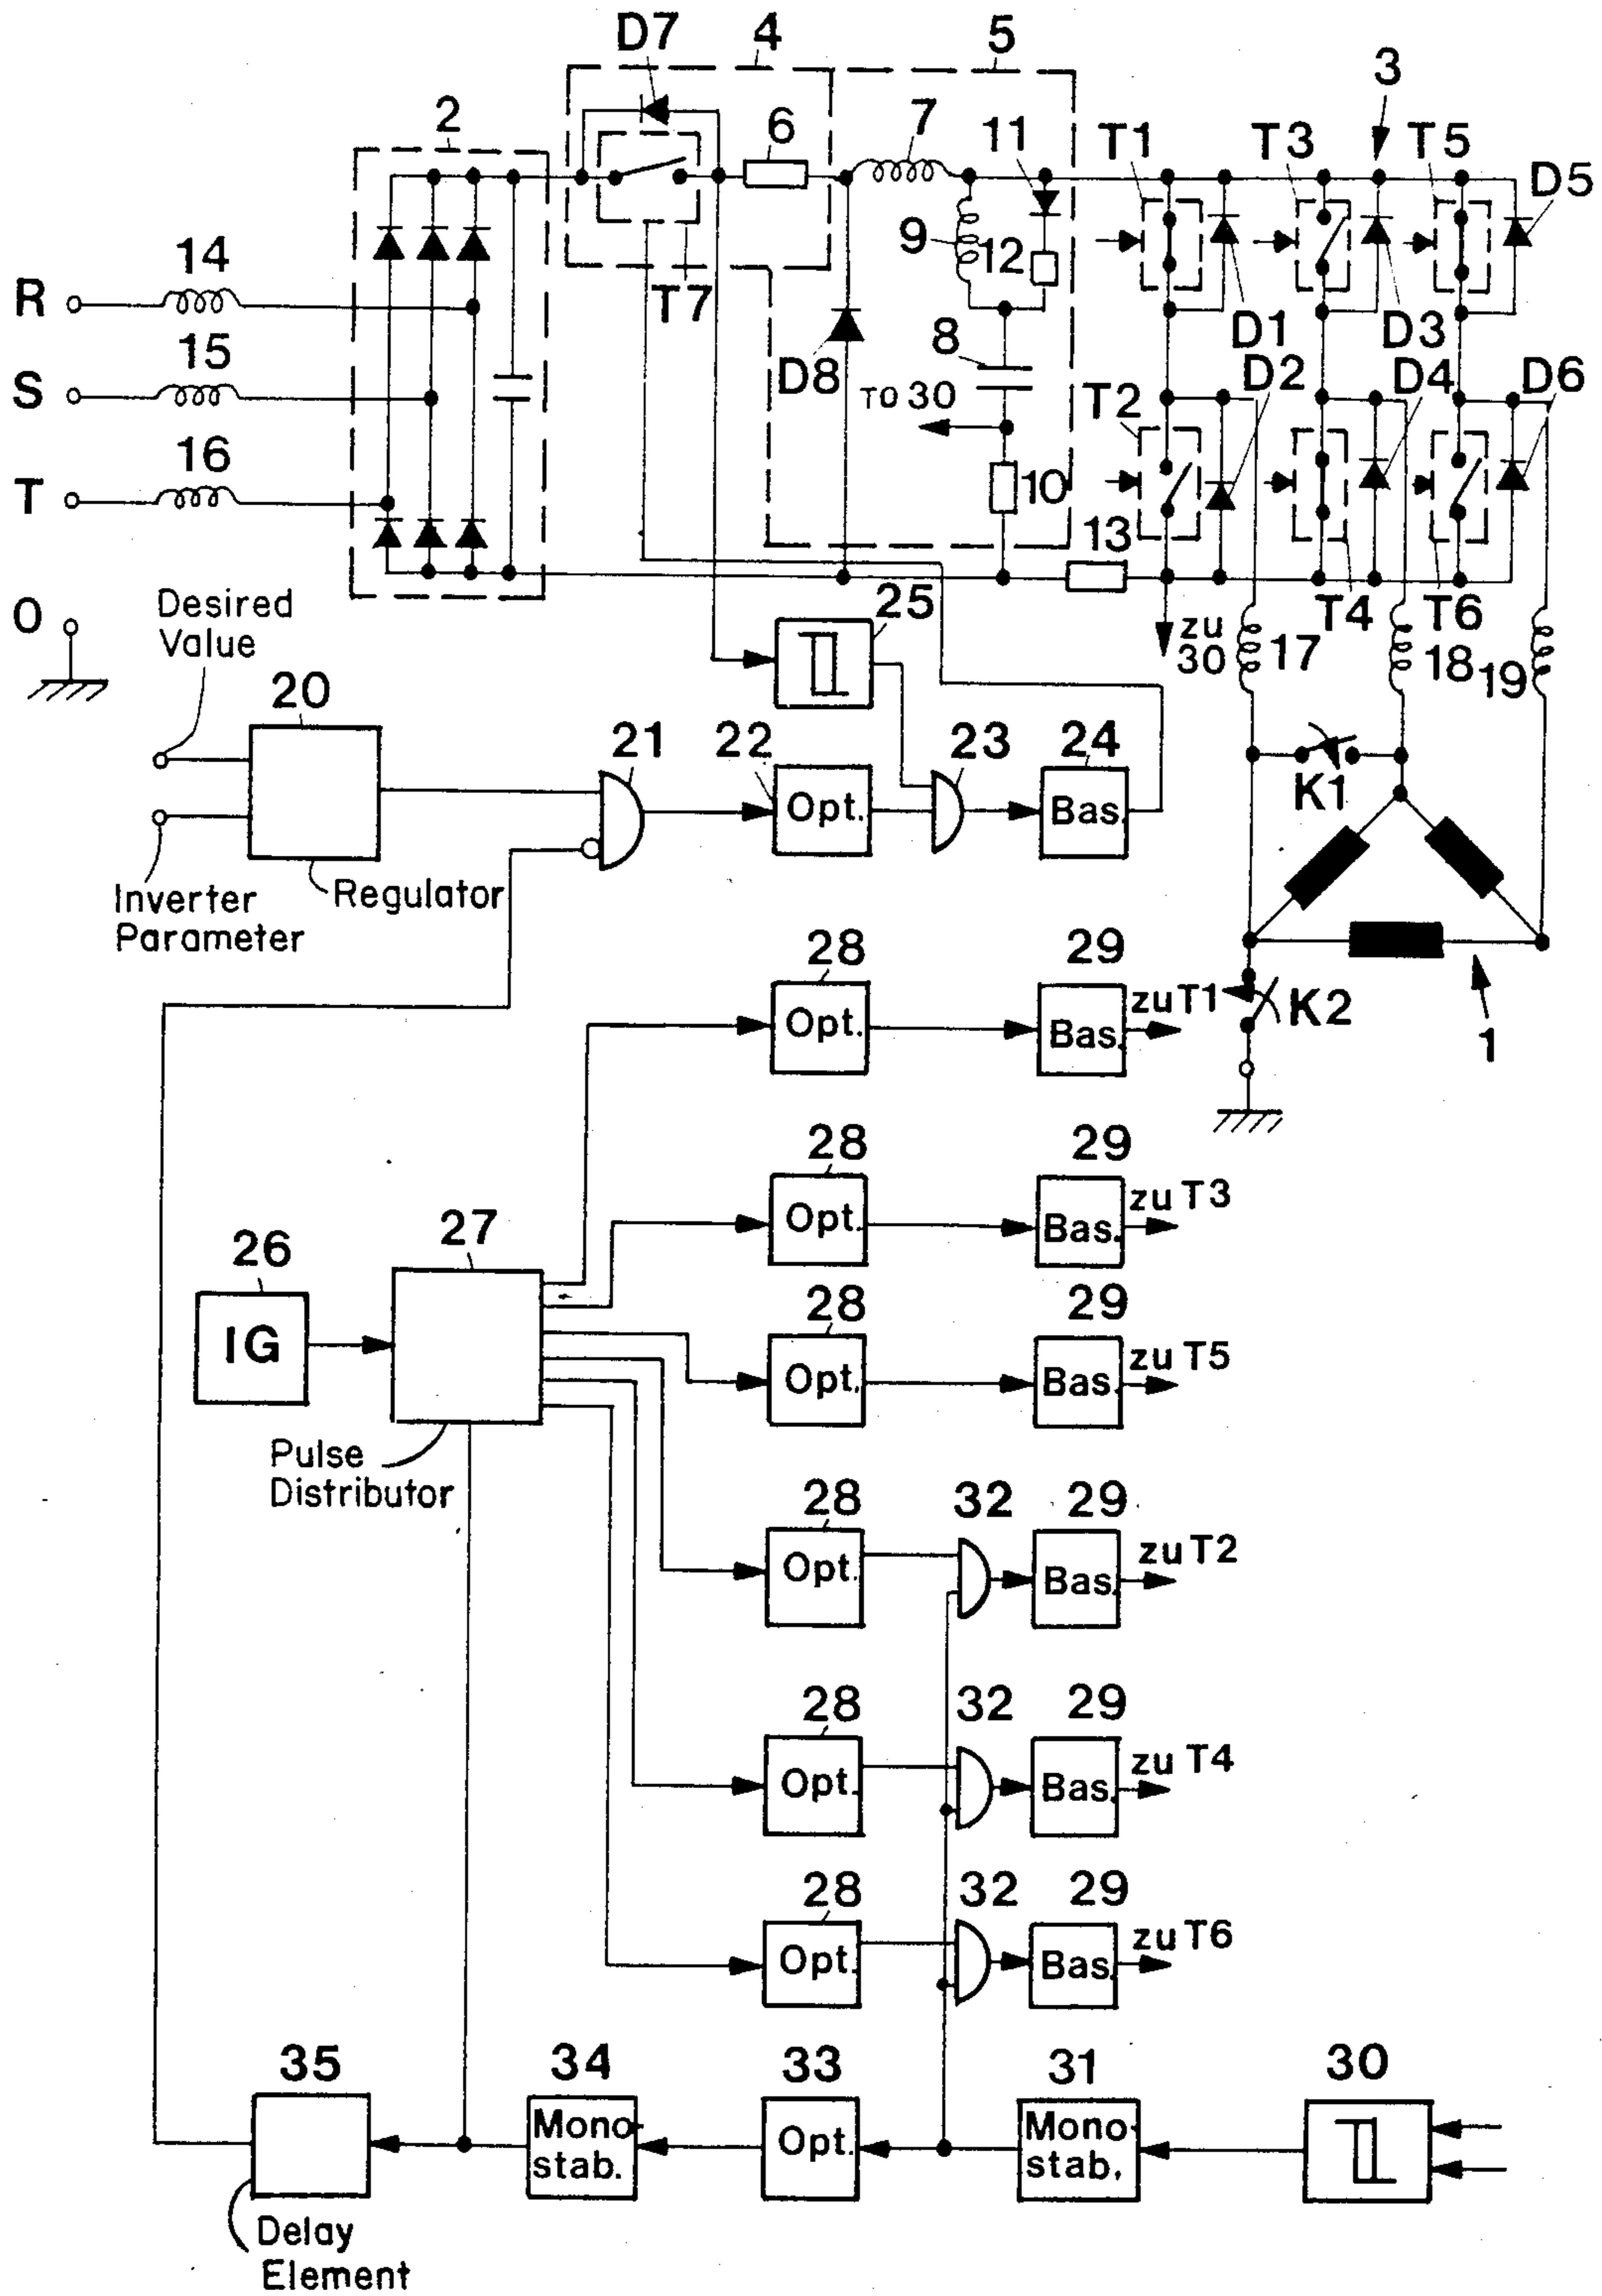 D7
4
5
3
2
6
7
11
T1
T3
T5
D5
14
R
T7
9
12
D1
D3
15
S
D8
8
TO 30
D2
D4
D6
T2
16
T
10
13
O
Desired
Value
25
zu
30
17
T4
18
T6
19
20
21
22
Opt.
23
24
Bas.
K1
Regulator
Inverter
Parameter
28
Opt.
29
Bas.
zu T1
K2
1
28
Opt.
29
Bas.
zu T3
26
IG
27
28
Opt.
29
Bas.
zu T5
Pulse
Distributor
28
Opt.
32
29
Bas.
zu T2
28
Opt.
32
29
Bas.
zu T4
28
Opt.
32
29
Bas.
zu T6
35
34
Mono-
stab.
33
Opt.
31
Mono-
stab.
30
Delay
Element